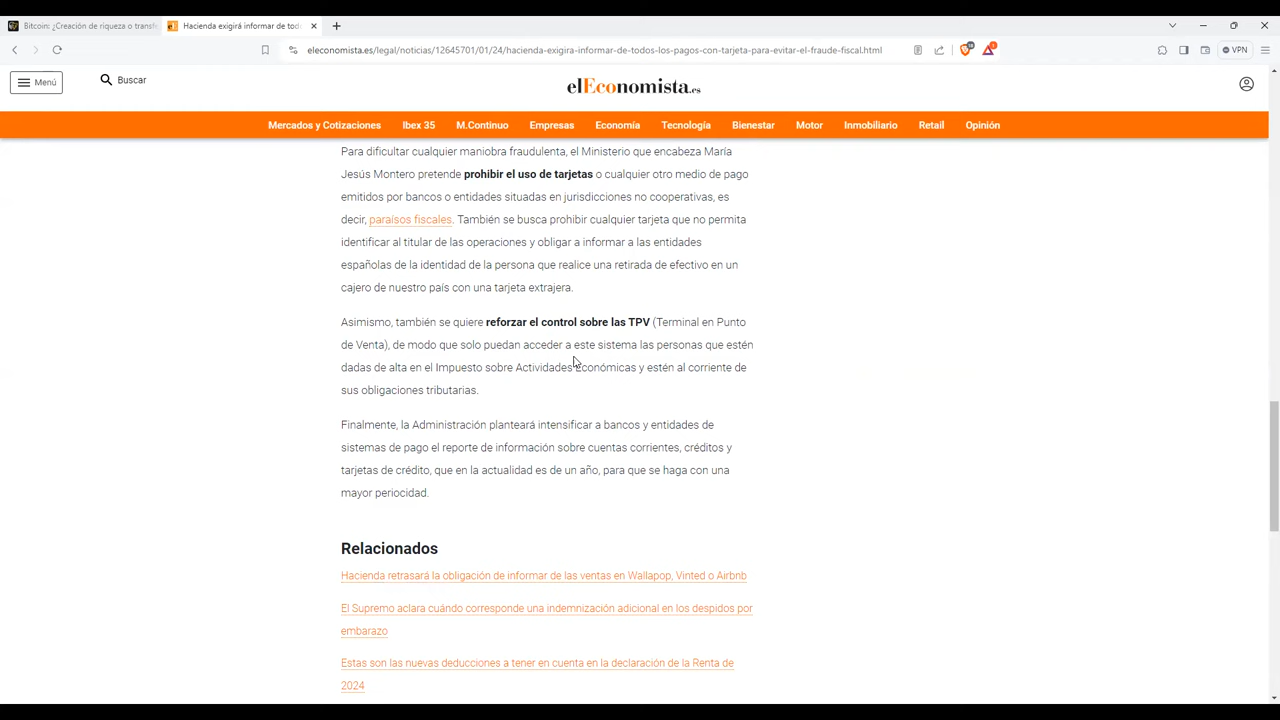 Bitcoin: ¿Creación de riqueza o transf
Hacienda exigirá informar de todo
eleconomista.es/legal/noticias/12645701/01/24/hacienda-exigira-informar-de-todos-los-pagos-con-tarjeta-para-evitar-el-fraude-fiscal.html
VPN
Menú
Buscar
elEconomista.es
Mercados y Cotizaciones Ibex 35 M.Continuo Empresas Economía Tecnología Bienestar Motor Inmobiliario Retail Opinión
Para dificultar cualquier maniobra fraudulenta, el Ministerio que encabeza María
Jesús Montero pretende prohibir el uso de tarjetas o cualquier otro medio de pago
emitidos por bancos o entidades situadas en jurisdicciones no cooperativas, es
decir, paraísos fiscales. También se busca prohibir cualquier tarjeta que no permita
identificar al titular de las operaciones y obligar a informar a las entidades
españolas de la identidad de la persona que realice una retirada de efectivo en un
cajero de nuestro país con una tarjeta extrajera.
Asimismo, también se quiere reforzar el control sobre las TPV (Terminal en Punto
de Venta), de modo que solo puedan acceder a este sistema las personas que estén
dadas de alta en el Impuesto sobre Actividades Económicas y estén al corriente de
sus obligaciones tributarias.
Finalmente, la Administración planteará intensificar a bancos y entidades de
sistemas de pago el reporte de información sobre cuentas corrientes, créditos y
tarjetas de crédito, que en la actualidad es de un año, para que se haga con una
mayor periocidad.
Relacionados
Hacienda retrasará la obligación de informar de las ventas en Wallapop, Vinted o Airbnb
El Supremo aclara cuándo corresponde una indemnización adicional en los despidos por
embarazo
Estas son las nuevas deducciones a tener en cuenta en la declaración de la Renta de
2024